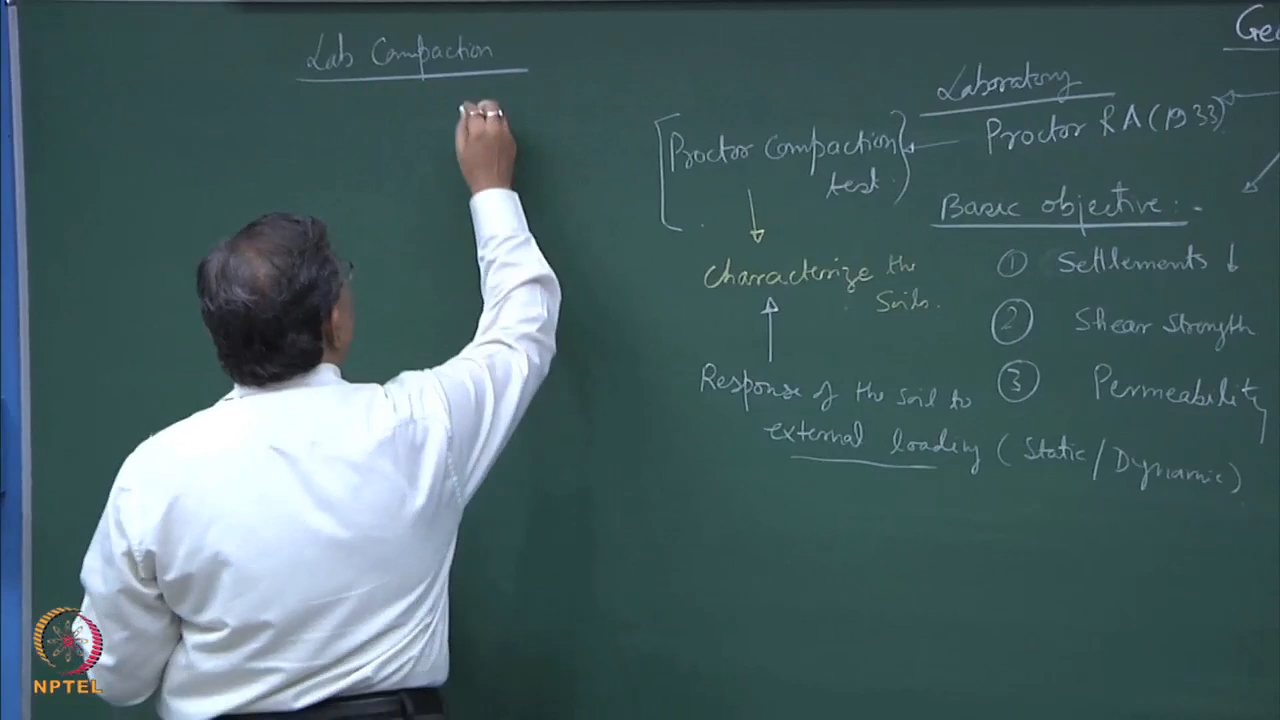 Lab Compaction
Geo
Laboratory
Proctor RA (1933)
Proctor Compaction
test.
Basic objective :-
Characterize the
Soils.
① Settlements ↓
② Shear Strength
③ Permeability
Response of the soil to
external loading (Static/Dynamic)
NPTEL